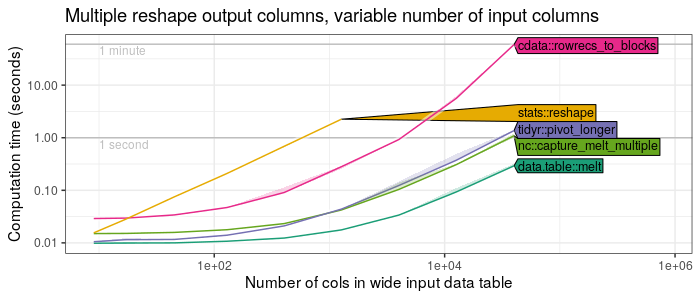 Multiple reshape output columns, variable number of input columns
Computation time (seconds)
10.00
1.00
0.10
0.01
1 minute
1 second
cdata::rowrecs_to_blocks
stats::reshape
tidyr::pivot_longer
nc::capture_melt_multiple
data.table::melt
1e+02
1e+04
1e+06
Number of cols in wide input data table